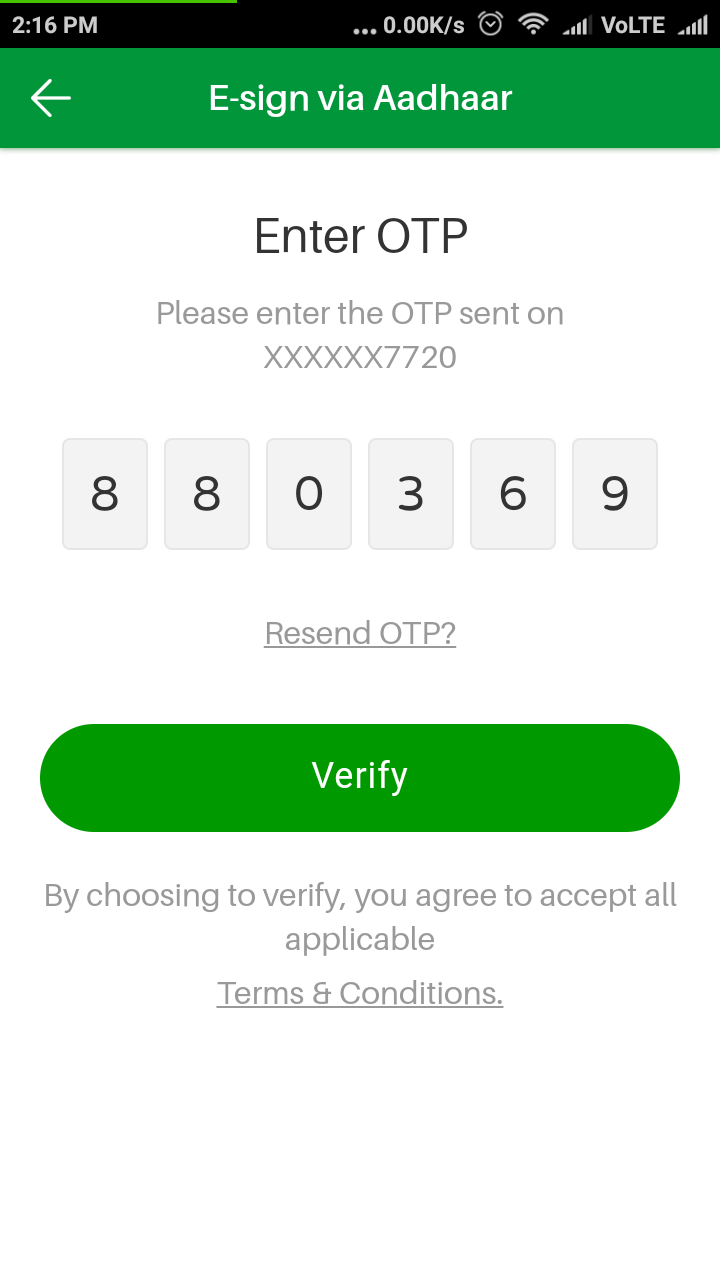 2:16 PM ... 0.00K/s VoLTE
E-sign via Aadhaar
Enter OTP
Please enter the OTP sent on
XXXXXX7720
8 8 0 3 6 9
Resend OTP?
Verify
By choosing to verify, you agree to accept all
applicable
Terms & Conditions.